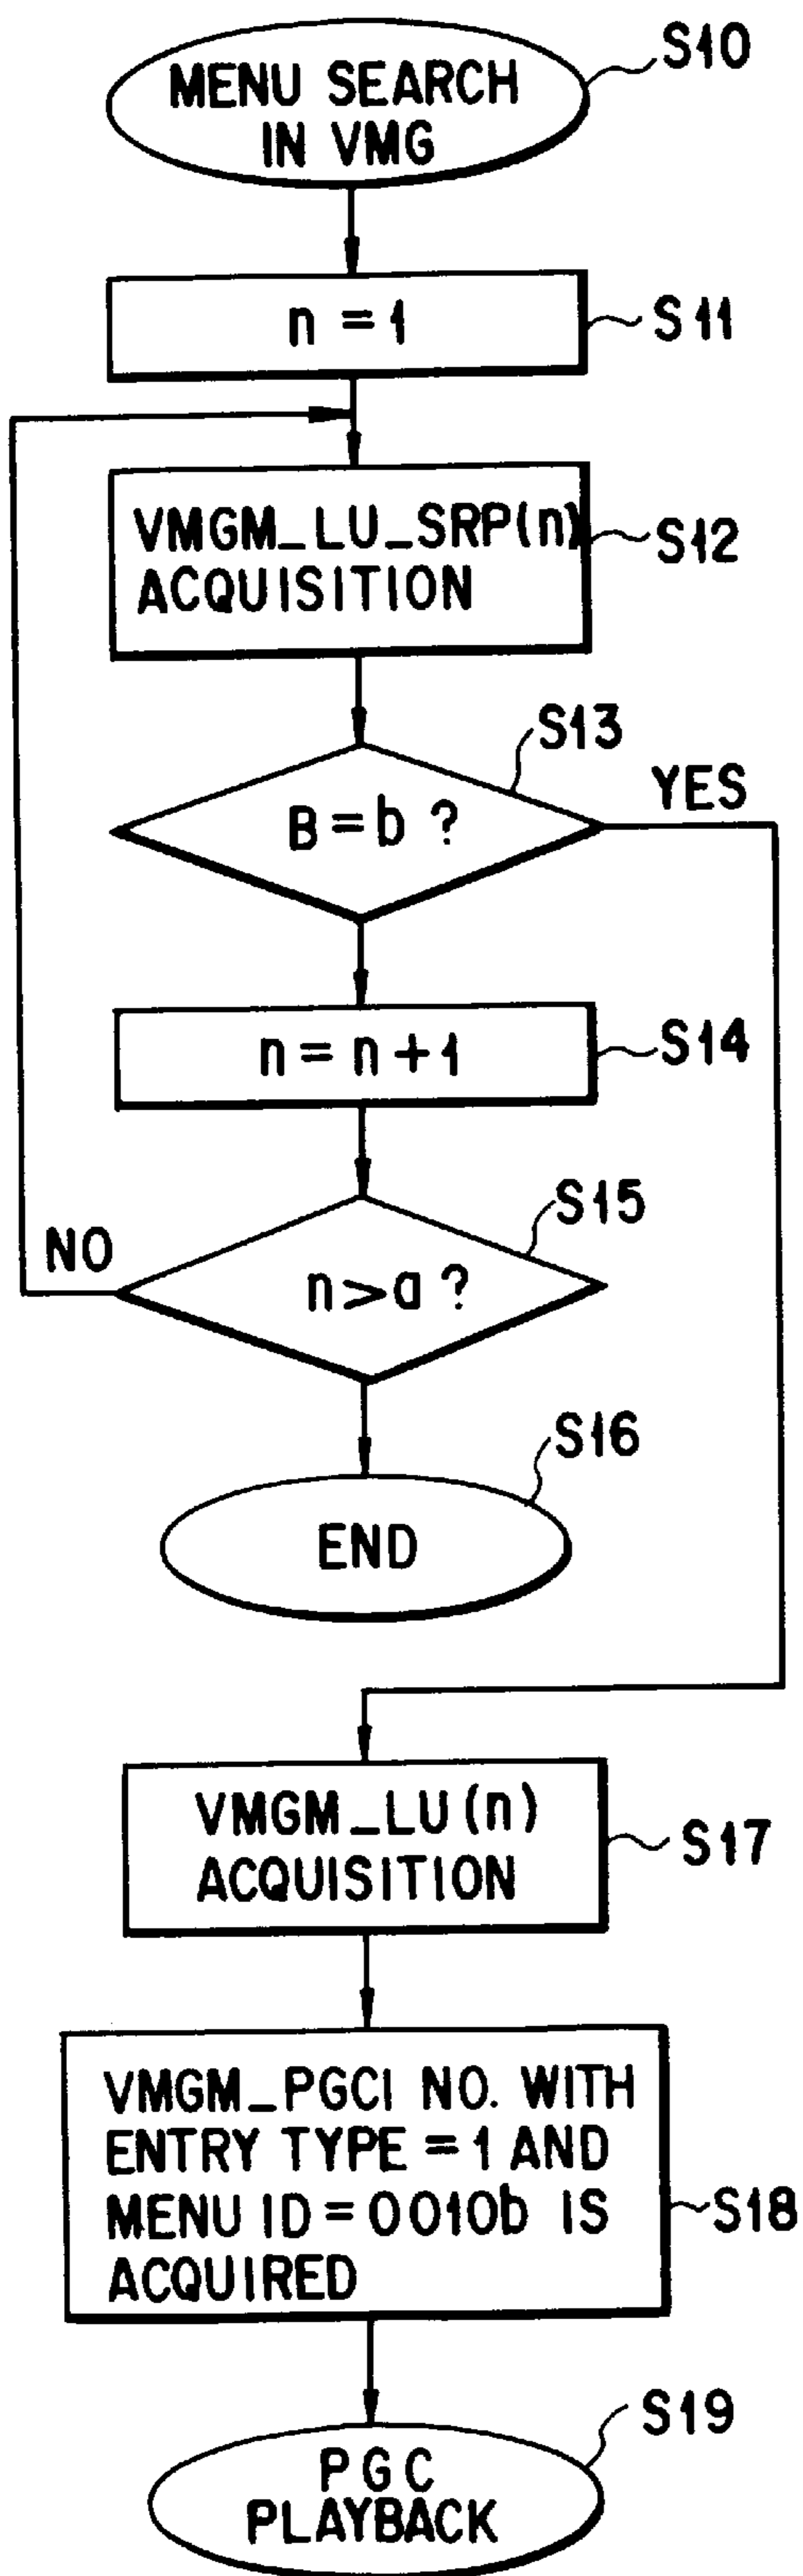 MENU SEARCH
IN VMG
S10
n = 1
S11
VMGM_LU_SRP(n)
ACQUISITION
S12
S13
B = b ?
YES
n = n + 1
S14
S15
NO
n > a ?
S16
END
VMGM_LU (n)
ACQUISITION
S17
VMGM_PGCI NO. WITH
ENTRY TYPE = 1 AND
MENU ID = 0010b IS
ACQUIRED
S18
S19
PGC
PLAYBACK